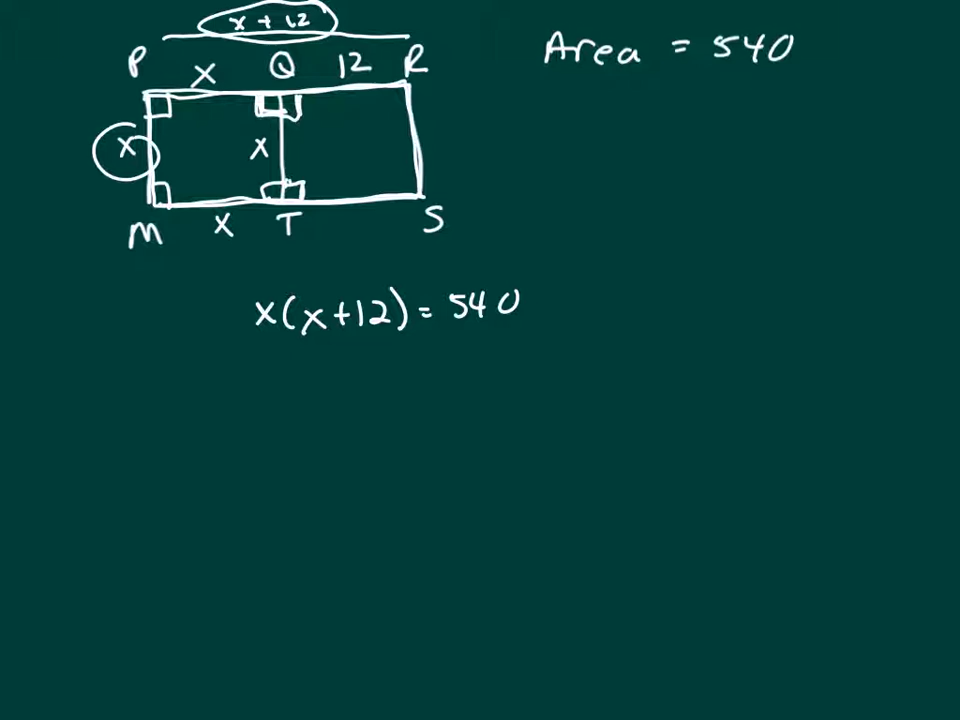 x + 12
P x Q 12 R
Area = 540
x x
M x T S
x(x+12) = 540